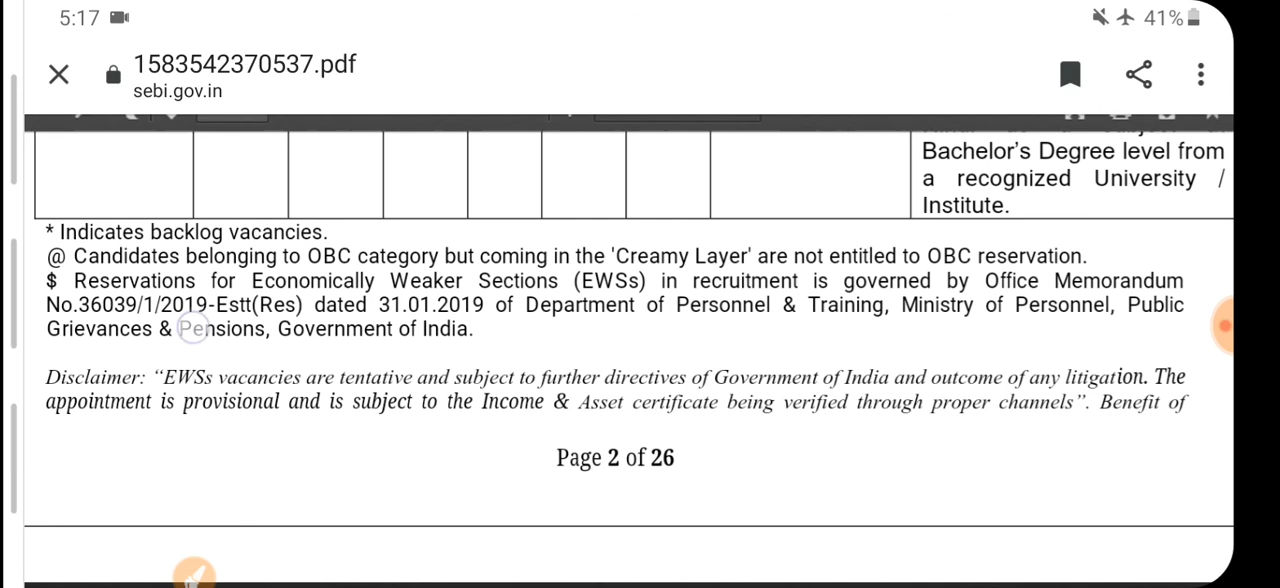 5:17
41%
1583542370537.pdf
sebi.gov.in
Bachelor's Degree level from
a recognized University /
Institute.
* Indicates backlog vacancies.
@ Candidates belonging to OBC category but coming in the 'Creamy Layer' are not entitled to OBC reservation.
$ Reservations for Economically Weaker Sections (EWSs) in recruitment is governed by Office Memorandum
No.36039/1/2019-Estt(Res) dated 31.01.2019 of Department of Personnel & Training, Ministry of Personnel, Public
Grievances & Pensions, Government of India.
Disclaimer: “EWSs vacancies are tentative and subject to further directives of Government of India and outcome of any litigation. The
appointment is provisional and is subject to the Income & Asset certificate being verified through proper channels”. Benefit of
Page 2 of 26